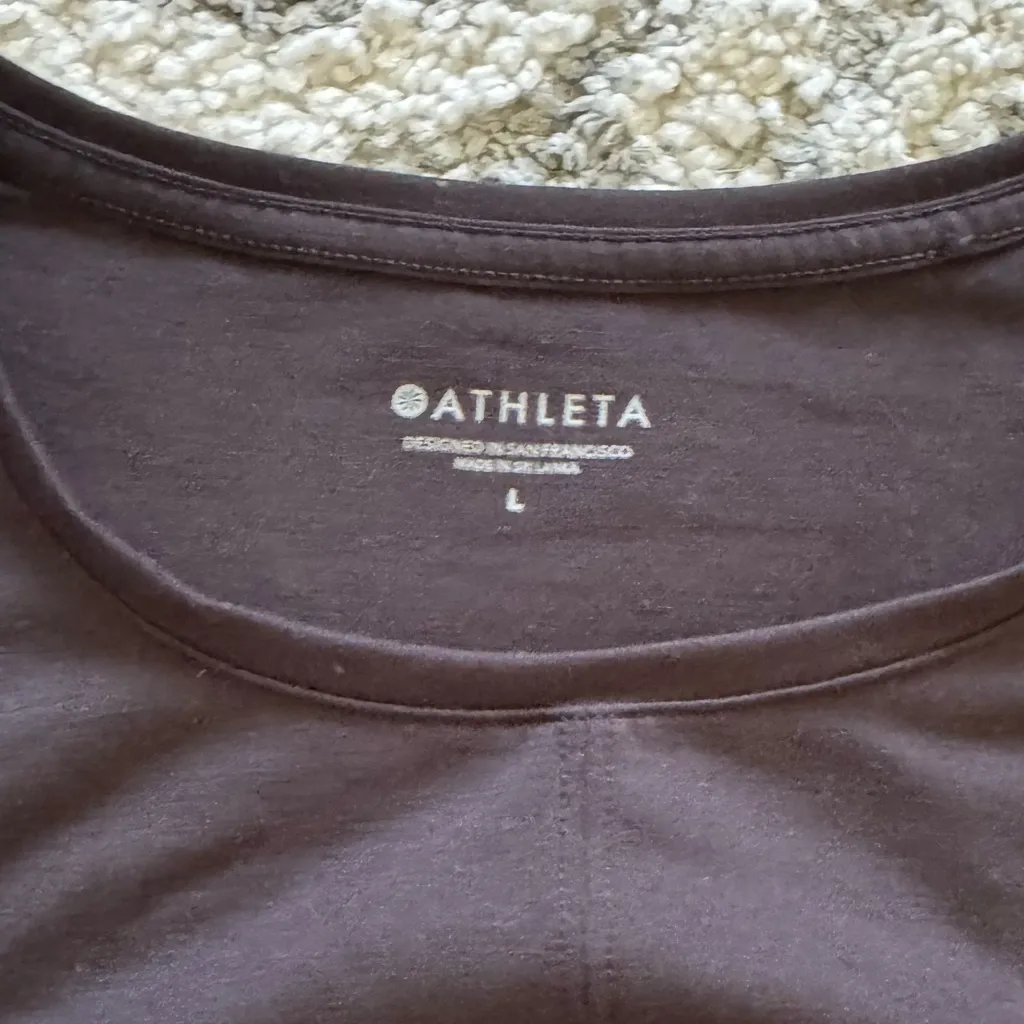 ATHLETA
DESIGNED IN SAN FRANCISCO
MADE IN SRI LANKA
L